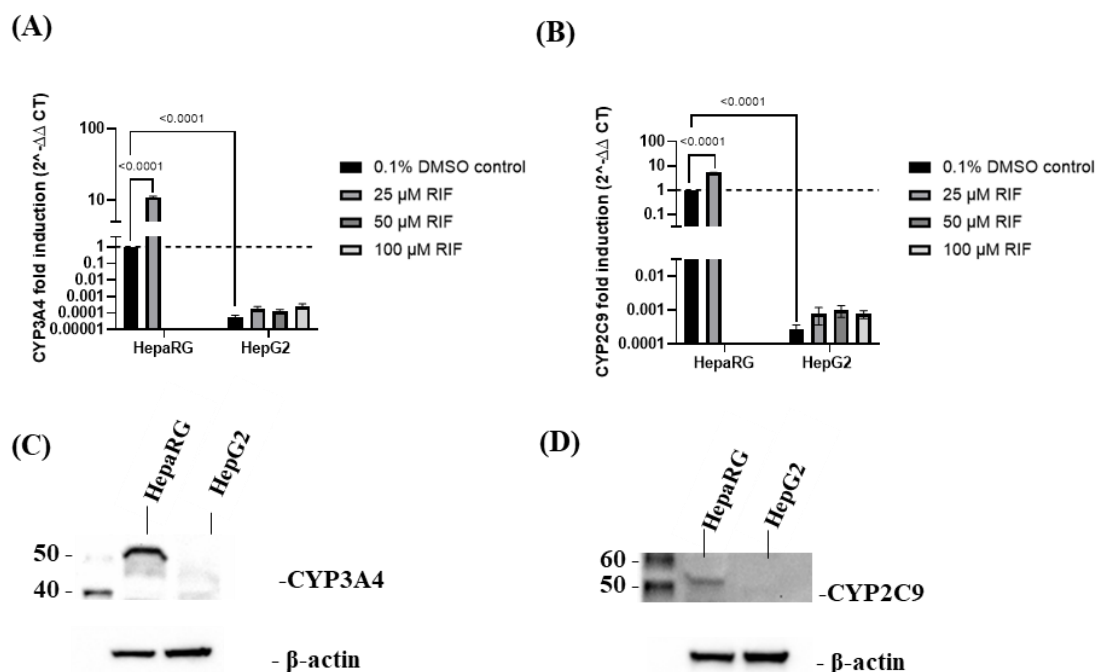 (A)
CYP3A4 fold induction (2^-ΔΔ CT)
100
10
1
0.1
0.01
0.001
0.0001
0.00001
<0.0001
<0.0001
HepaRG
HepG2
0.1% DMSO control
25 µM RIF
50 µM RIF
100 µM RIF
(B)
CYP2C9 fold induction (2^-ΔΔ CT)
100
10
1
0.1
0.01
0.001
0.0001
<0.0001
<0.0001
HepaRG
HepG2
0.1% DMSO control
25 µM RIF
50 µM RIF
100 µM RIF
(C)
HepaRG
HepG2
50 -
40 -
-CYP3A4
- β-actin
(D)
HepaRG
HepG2
60 -
50 -
-CYP2C9
- β-actin